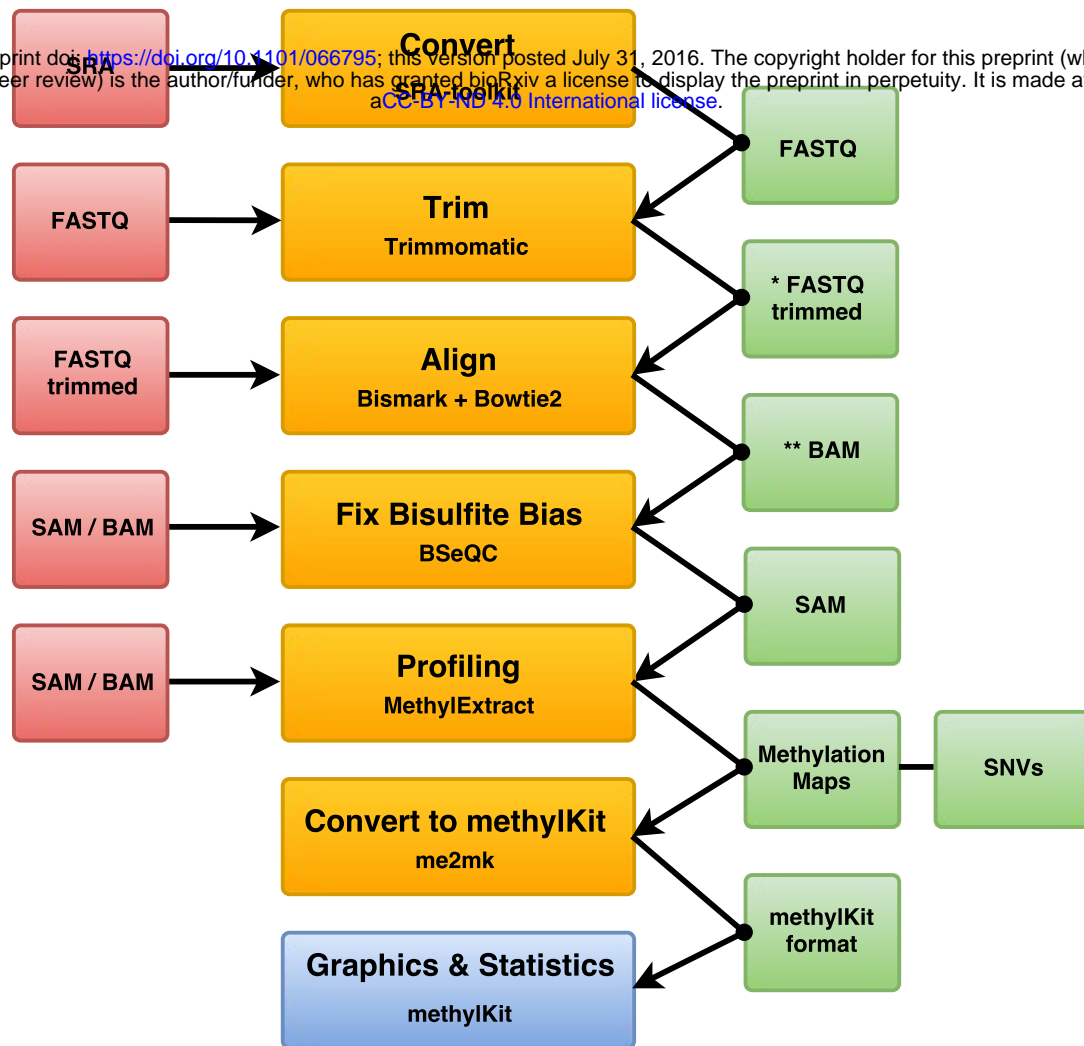 print doi: https://doi.org/10.1101/066795; this version posted July 31, 2016. The copyright holder for this preprint (wh
eer review) is the author/funder, who has granted bioRxiv a license to display the preprint in perpetuity. It is made a
aCC-BY-ND 4.0 International license.
SRA
Convert
SRA-toolkit
FASTQ
FASTQ
Trim
Trimmomatic
* FASTQ
trimmed
FASTQ
trimmed
Align
Bismark + Bowtie2
** BAM
SAM / BAM
Fix Bisulfite Bias
BSeQC
SAM
SAM / BAM
Profiling
MethylExtract
Methylation
Maps
SNVs
Convert to methylKit
me2mk
methylKit
format
Graphics & Statistics
methylKit